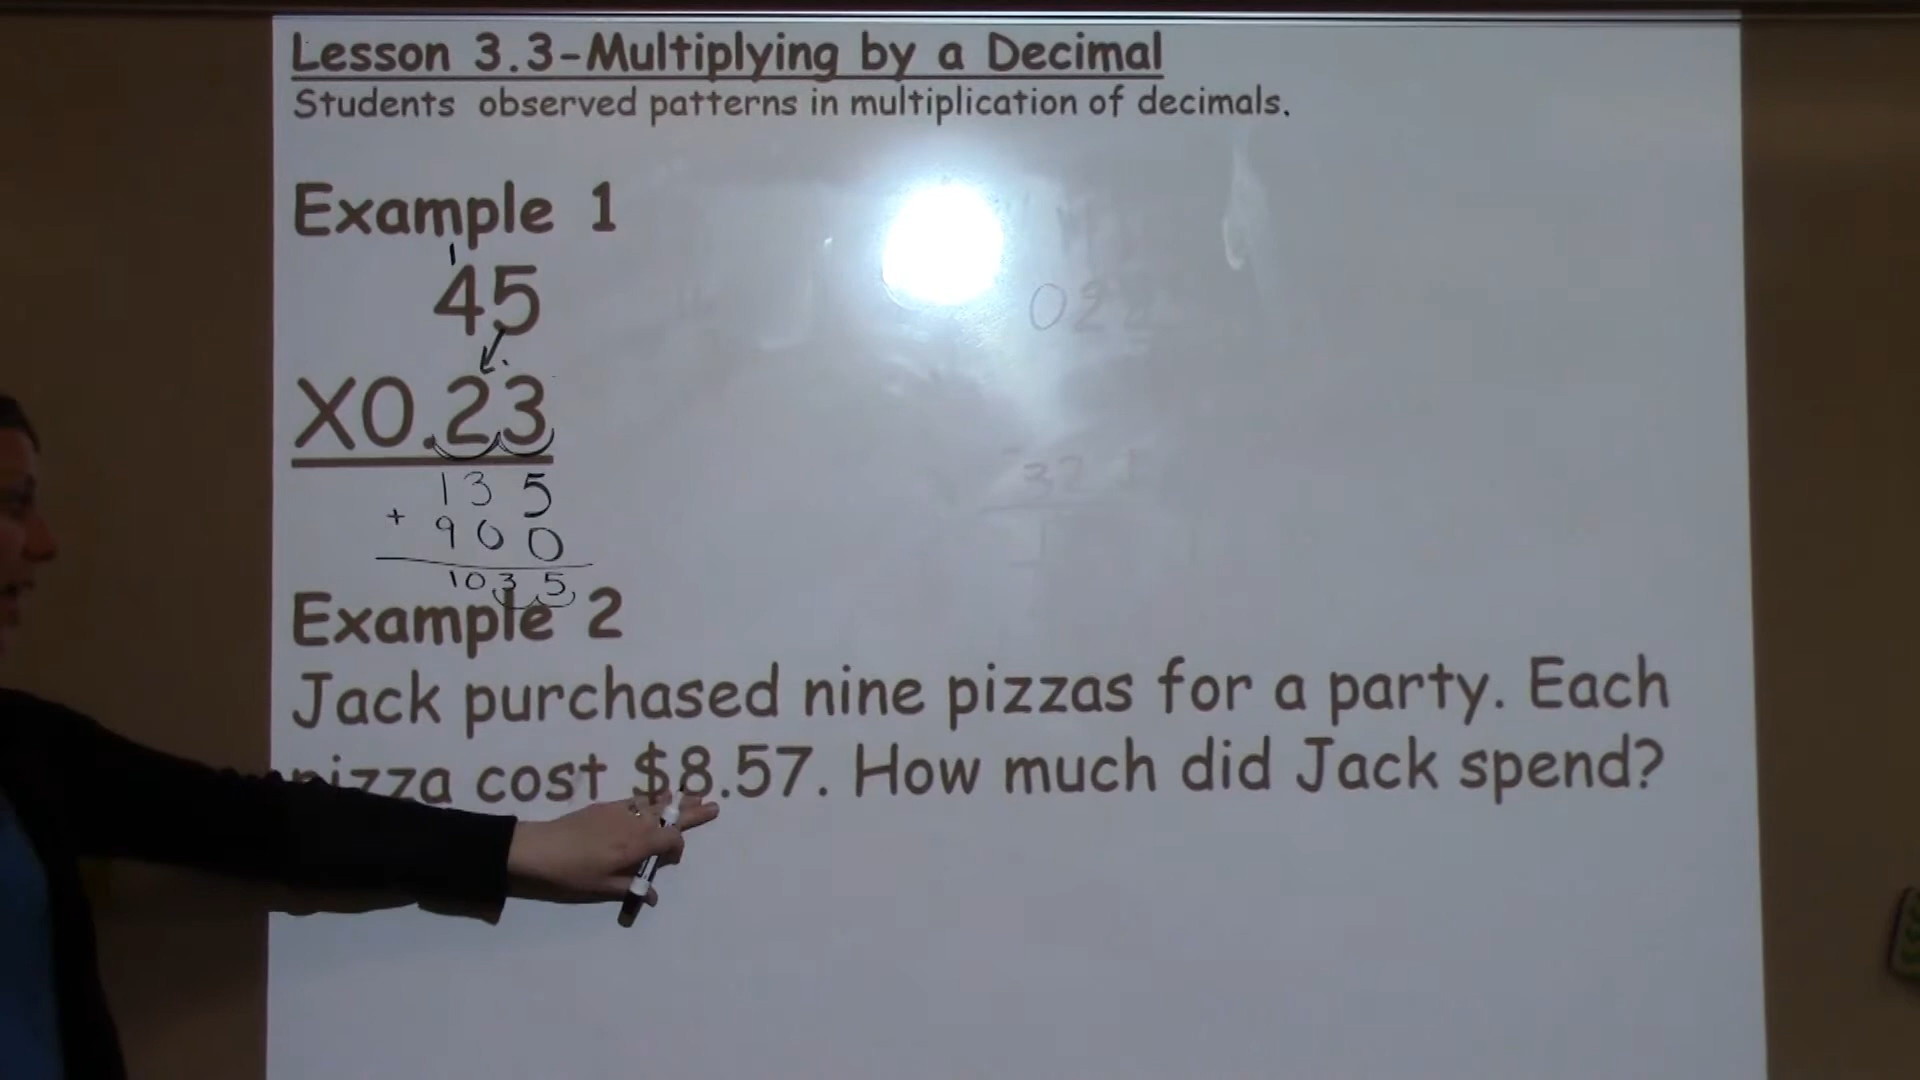 Lesson 3.3-Multiplying by a Decimal
Students observed patterns in multiplication of decimals.
Example 1
1
45
X0.23
135
+ 900
1035
Example 2
Jack purchased nine pizzas for a party. Each
pizza cost $8.57. How much did Jack spend?